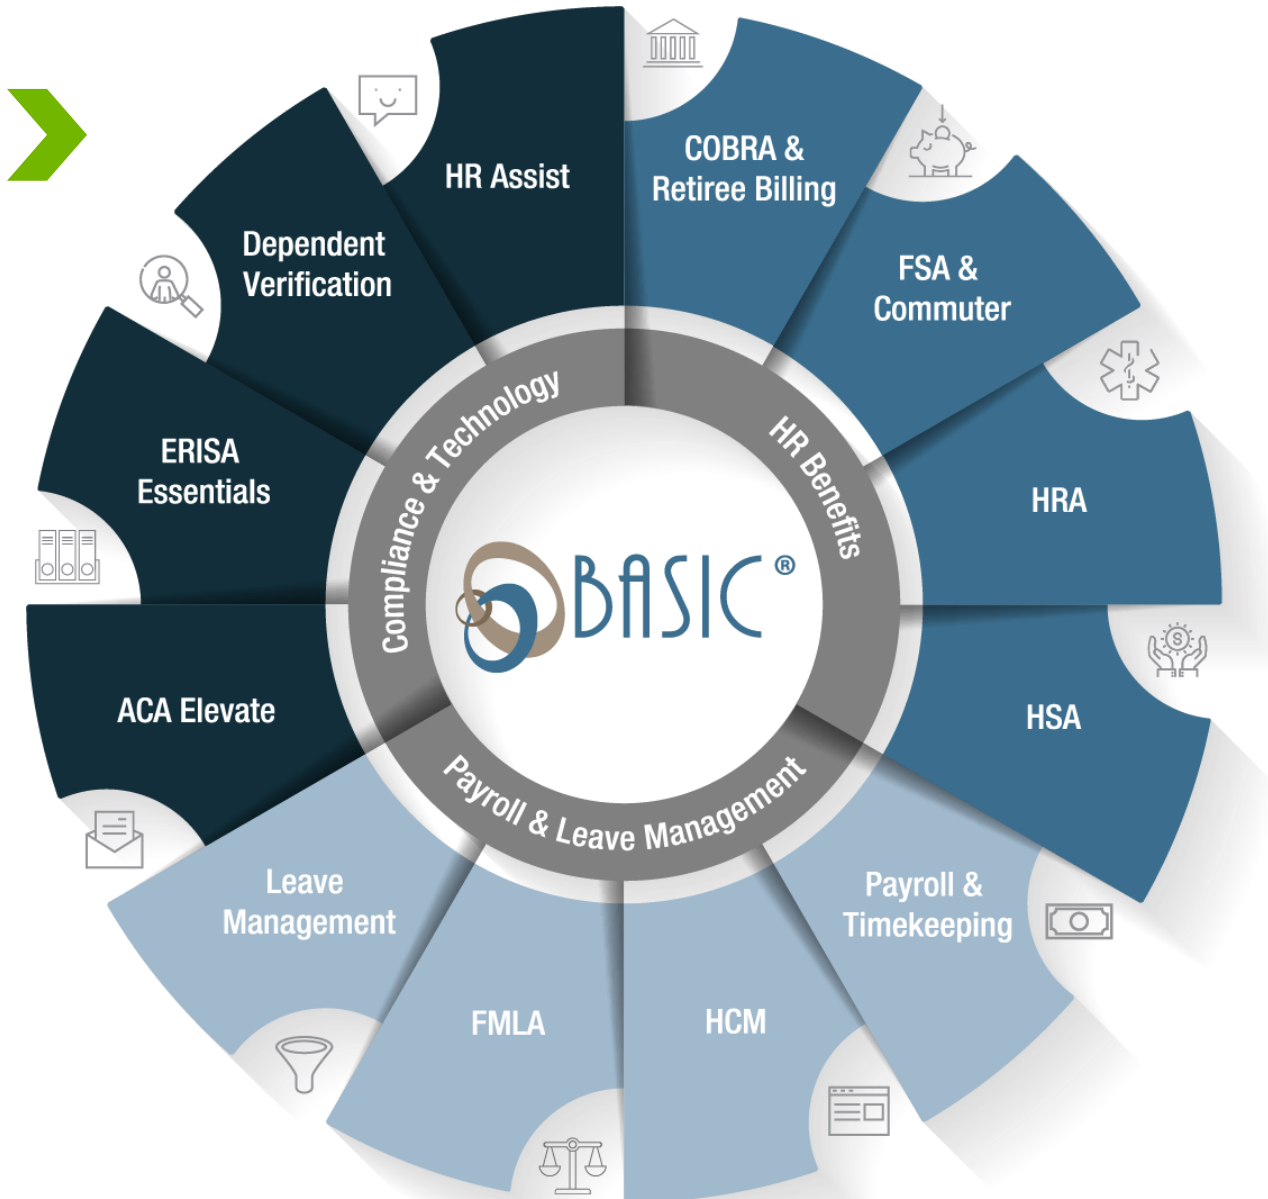 HR Assist
COBRA &
Retiree Billing
FSA &
Commuter
HRA
HSA
Payroll &
Timekeeping
HCM
FMLA
Leave
Management
ACA Elevate
ERISA
Essentials
Dependent
Verification
Compliance & Technology
HR Benefits
Payroll & Leave Management
BASIC®
$